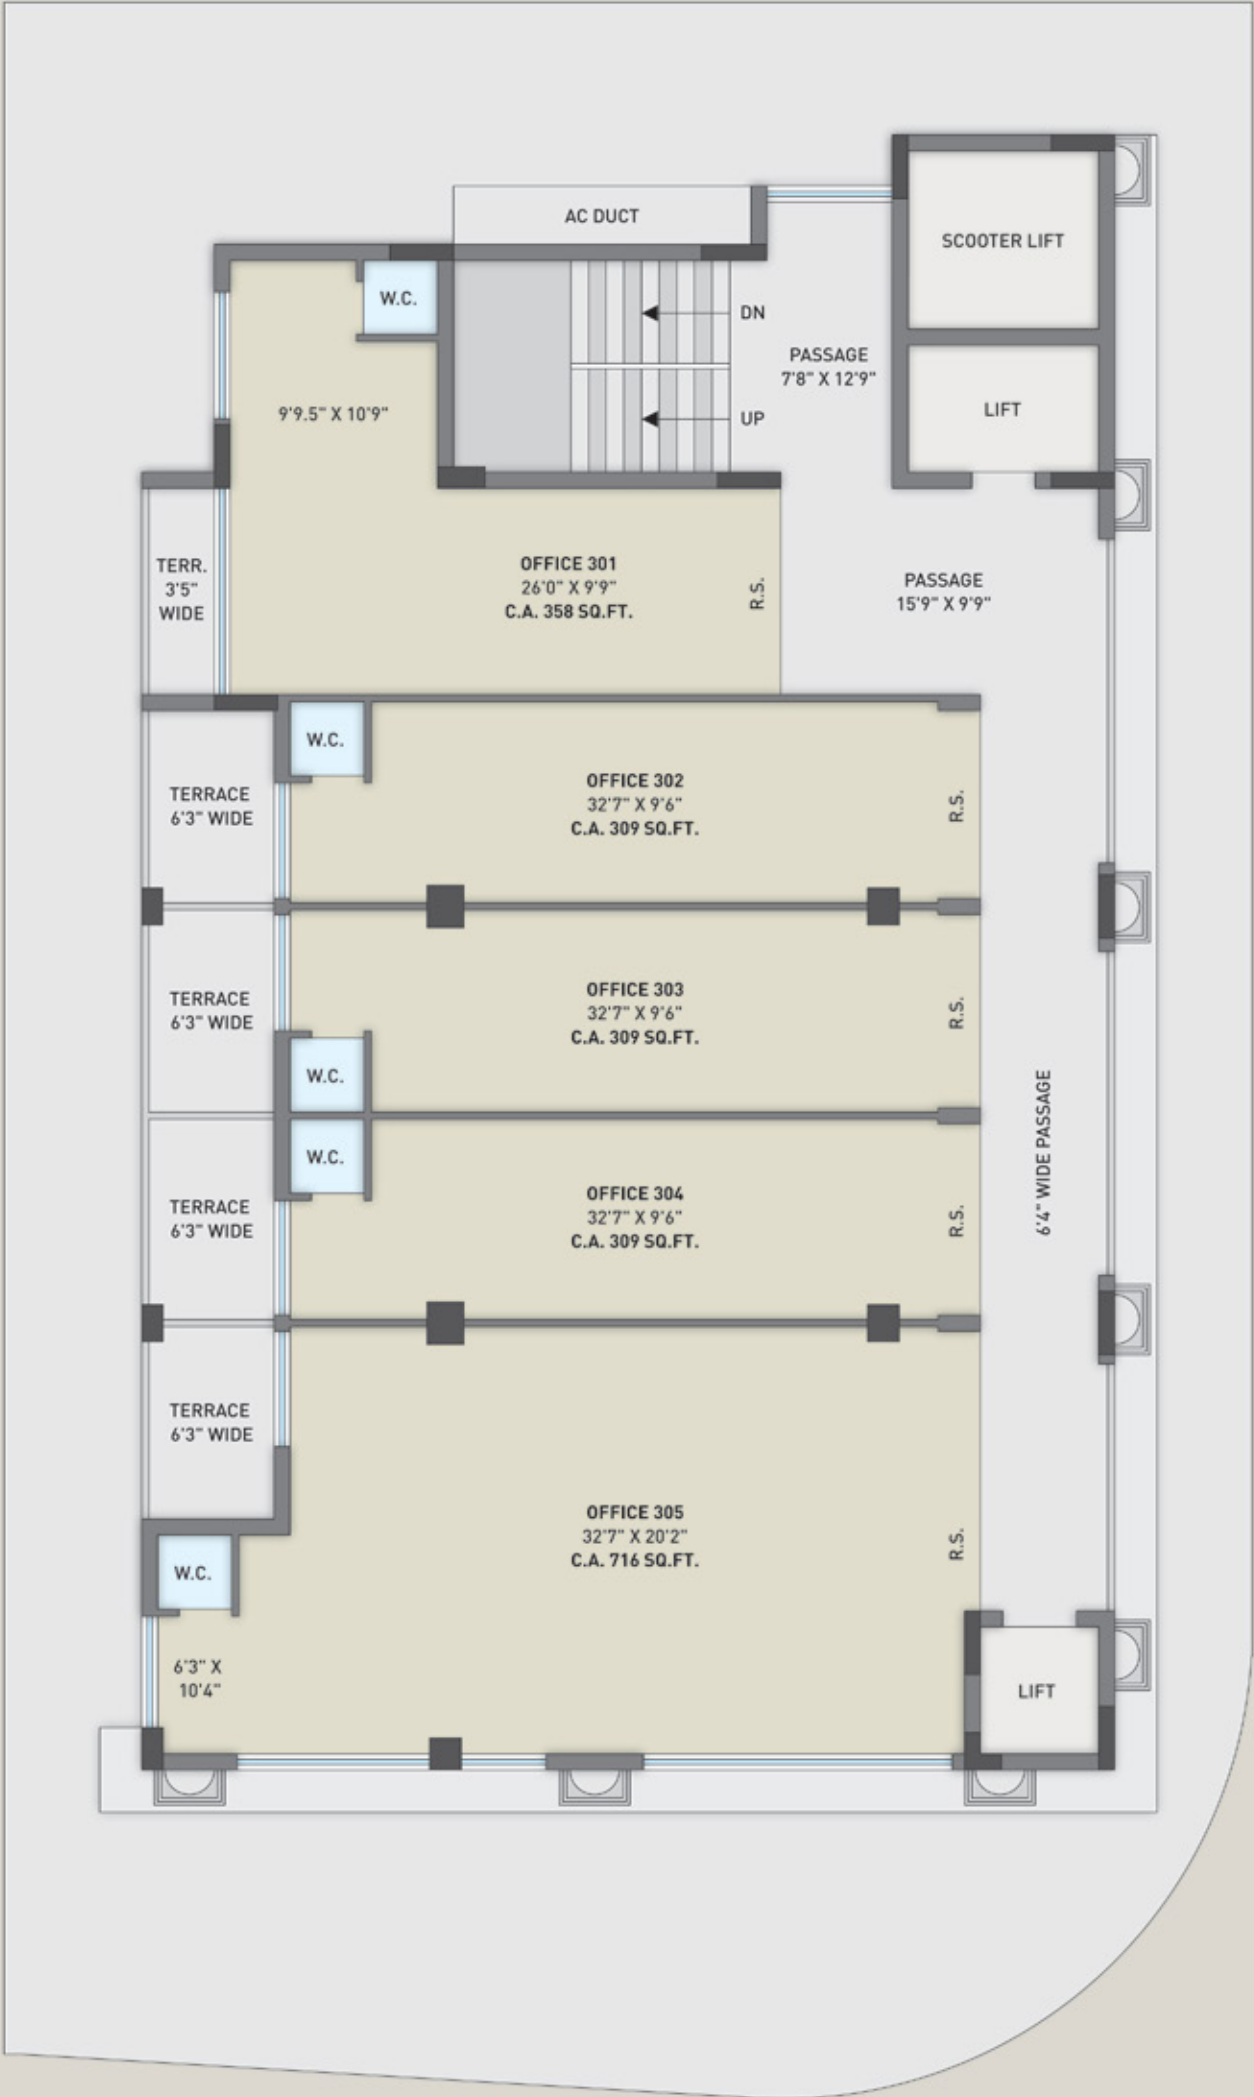 AC DUCT
SCOOTER LIFT
W.C.
DN
PASSAGE
7'8" X 12'9"
9'9.5" X 10'9"
UP
LIFT
TERR.
3'5"
WIDE
OFFICE 301
26'0" X 9'9"
C.A. 358 SQ.FT.
R.S.
PASSAGE
15'9" X 9'9"
W.C.
TERRACE
6'3" WIDE
OFFICE 302
32'7" X 9'6"
C.A. 309 SQ.FT.
R.S.
TERRACE
6'3" WIDE
OFFICE 303
32'7" X 9'6"
C.A. 309 SQ.FT.
R.S.
W.C.
6'4" WIDE PASSAGE
W.C.
TERRACE
6'3" WIDE
OFFICE 304
32'7" X 9'6"
C.A. 309 SQ.FT.
R.S.
TERRACE
6'3" WIDE
OFFICE 305
32'7" X 20'2"
C.A. 716 SQ.FT.
R.S.
W.C.
6'3" X
10'4"
LIFT